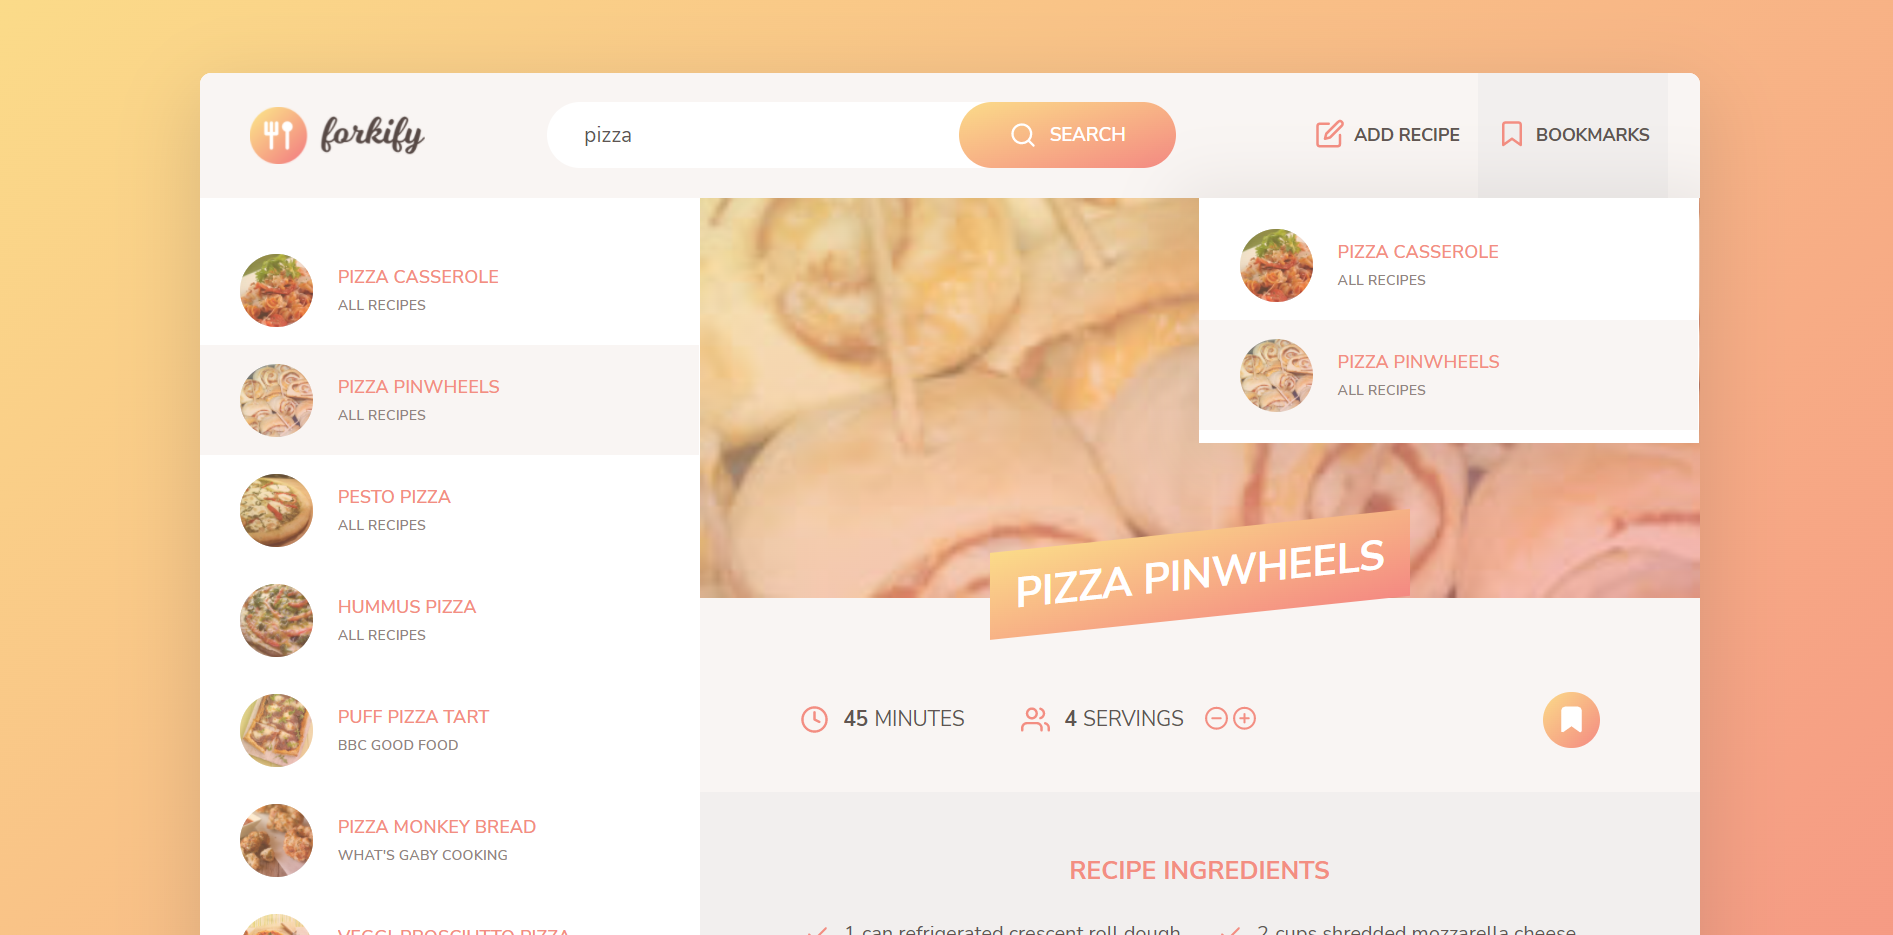 forkify
pizza
SEARCH
ADD RECIPE
BOOKMARKS
PIZZA CASSEROLE
ALL RECIPES
PIZZA PINWHEELS
ALL RECIPES
PESTO PIZZA
ALL RECIPES
HUMMUS PIZZA
ALL RECIPES
PUFF PIZZA TART
BBC GOOD FOOD
PIZZA MONKEY BREAD
WHAT'S GABY COOKING
VEGGI-PROSCIUTTO PIZZA
PIZZA CASSEROLE
ALL RECIPES
PIZZA PINWHEELS
ALL RECIPES
PIZZA PINWHEELS
45 MINUTES
4 SERVINGS
RECIPE INGREDIENTS
1 can refrigerated crescent roll dough
2 cups shredded mozzarella cheese